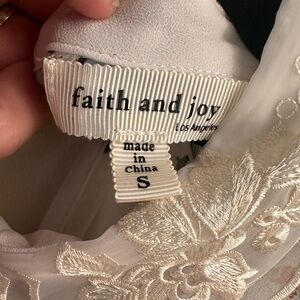 faith and joy
Los Angeles
made
in
China
S